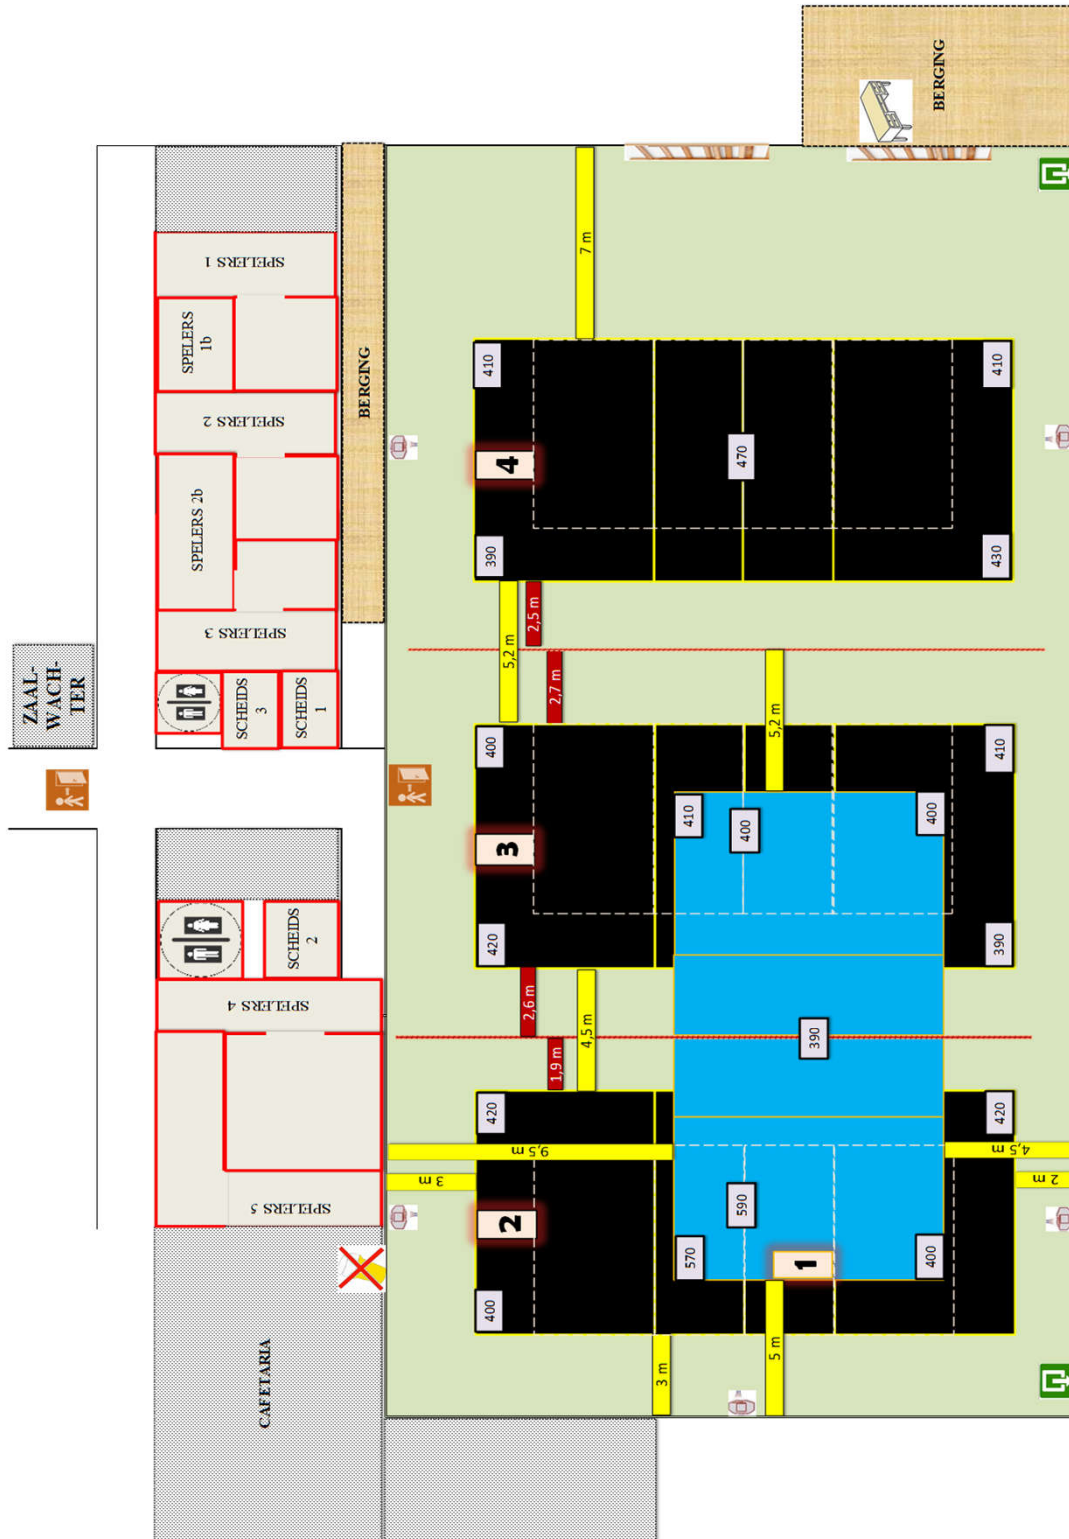 BERGING
ZAAL-
WACH-
TER
SPELERS 1
SPELERS
1b
SPELERS 2
SPELERS 2b
SPELERS 3
SCHEIDS
3
SCHEIDS
1
BERGING
7 m
410
410
4
470
390
430
2,5 m
5,2 m
2,7 m
5,2 m
400
410
3
410
400
400
420
390
SCHEIDS
2
SPELERS 4
SPELERS 5
2,6 m
4,5 m
1,9 m
390
420
420
9,5 m
4,5 m
3 m
2 m
2
590
570
1
400
400
3 m
5 m
CAFETARIA